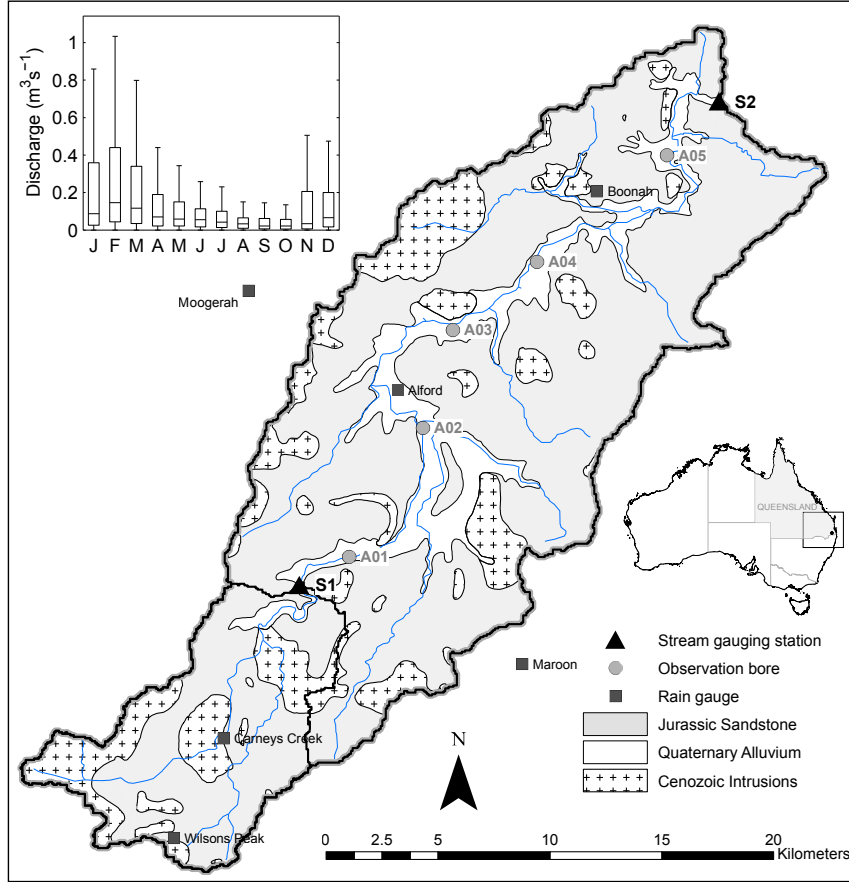 Discharge (m³s⁻¹)
1
0.8
0.6
0.4
0.2
0
J F M A M J J A S O N D
S2
A05
Boonah
A04
Moogerah
A03
Alford
A02
QUEENSLAND
A01
S1
Maroon
Carneys Creek
Wilsons Peak
Stream gauging station
Observation bore
Rain gauge
Jurassic Sandstone
Quaternary Alluvium
Cenozoic Intrusions
N
0 2.5 5 10 15 20
Kilometers